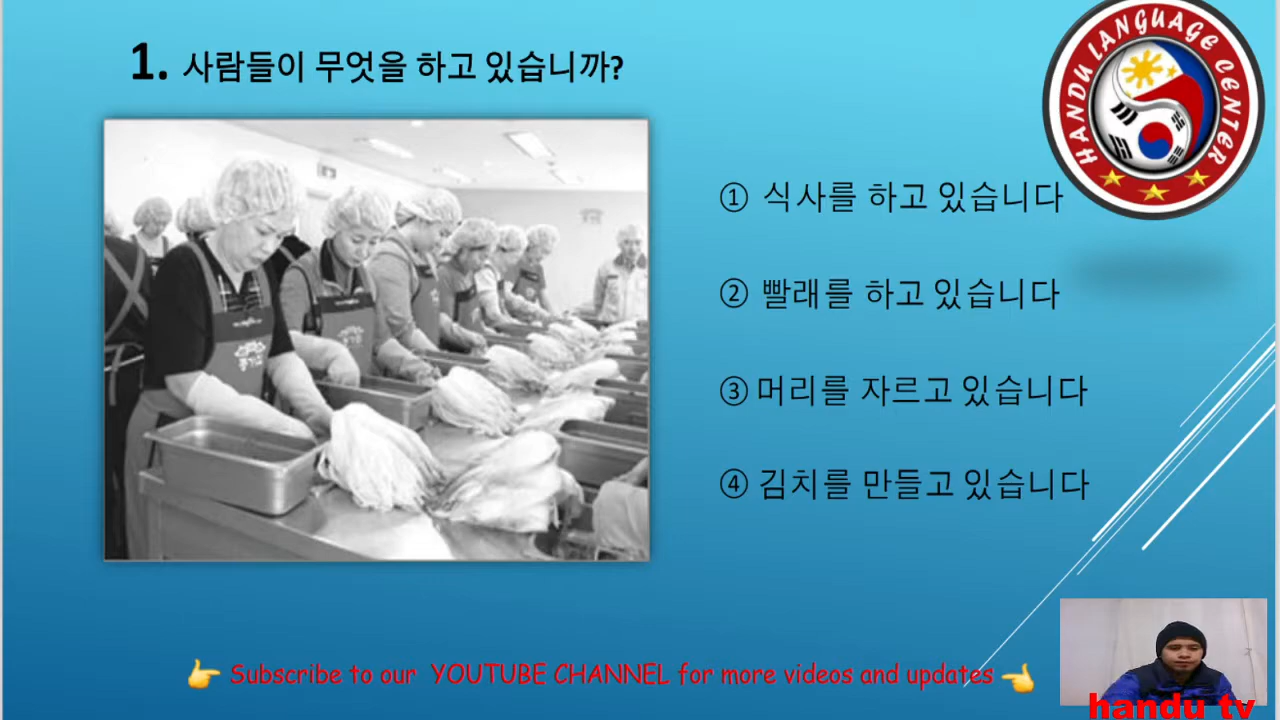 1. 사람들이 무엇을 하고 있습니까?
HANDU LANGUAGE CENTER
① 식사를 하고 있습니다
② 빨래를 하고 있습니다
③ 머리를 자르고 있습니다
④ 김치를 만들고 있습니다
👉 Subscribe to our YOUTUBE CHANNEL for more videos and updates 👈
handu tv